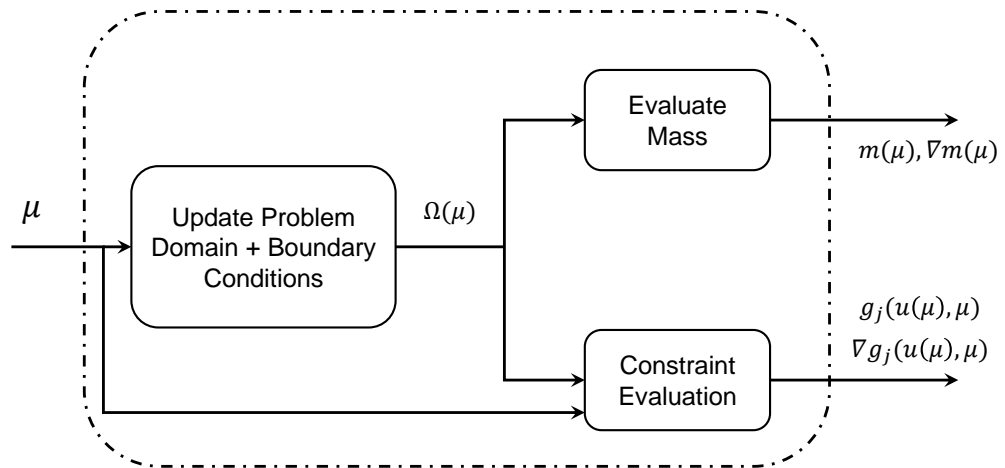 μ
Update Problem
Domain + Boundary
Conditions
Ω(μ)
Evaluate
Mass
m(μ), ∇m(μ)
Constraint
Evaluation
g_j(u(μ), μ)
∇g_j(u(μ), μ)